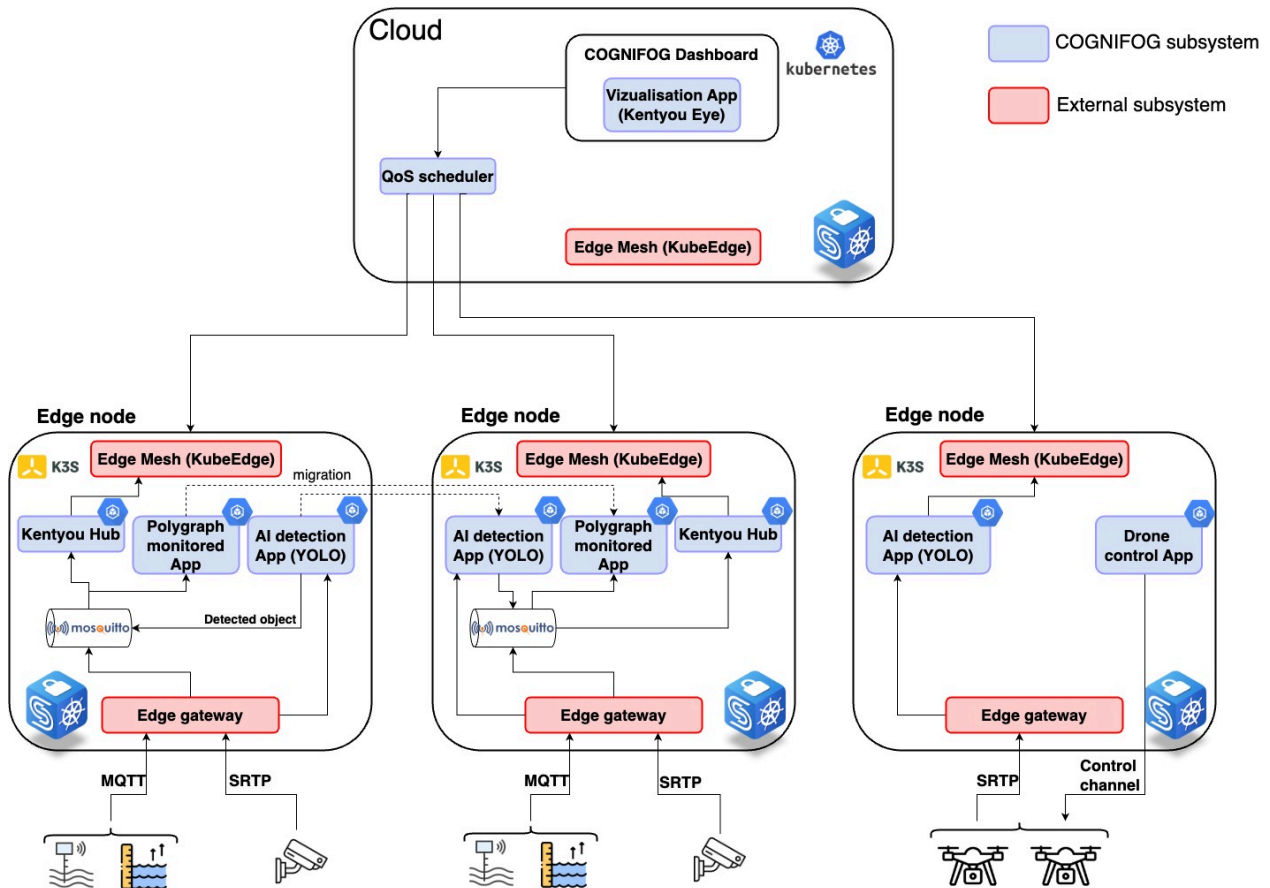 Cloud
COGNIFOG Dashboard
Vizualisation App
(Kentyou Eye)
kubernetes
COGNIFOG subsystem
External subsystem
QoS scheduler
Edge Mesh (KubeEdge)
Edge node
K3S
Edge Mesh (KubeEdge)
migration
Kentyou Hub
Polygraph
monitored
App
AI detection
App (YOLO)
Detected object
mosquitto
Edge gateway
MQTT
SRTP
Edge node
K3S
Edge Mesh (KubeEdge)
AI detection
App (YOLO)
Polygraph
monitored
App
Kentyou Hub
mosquitto
Edge gateway
MQTT
SRTP
Edge node
K3S
Edge Mesh (KubeEdge)
AI detection
App (YOLO)
Drone
control App
Edge gateway
SRTP
Control
channel